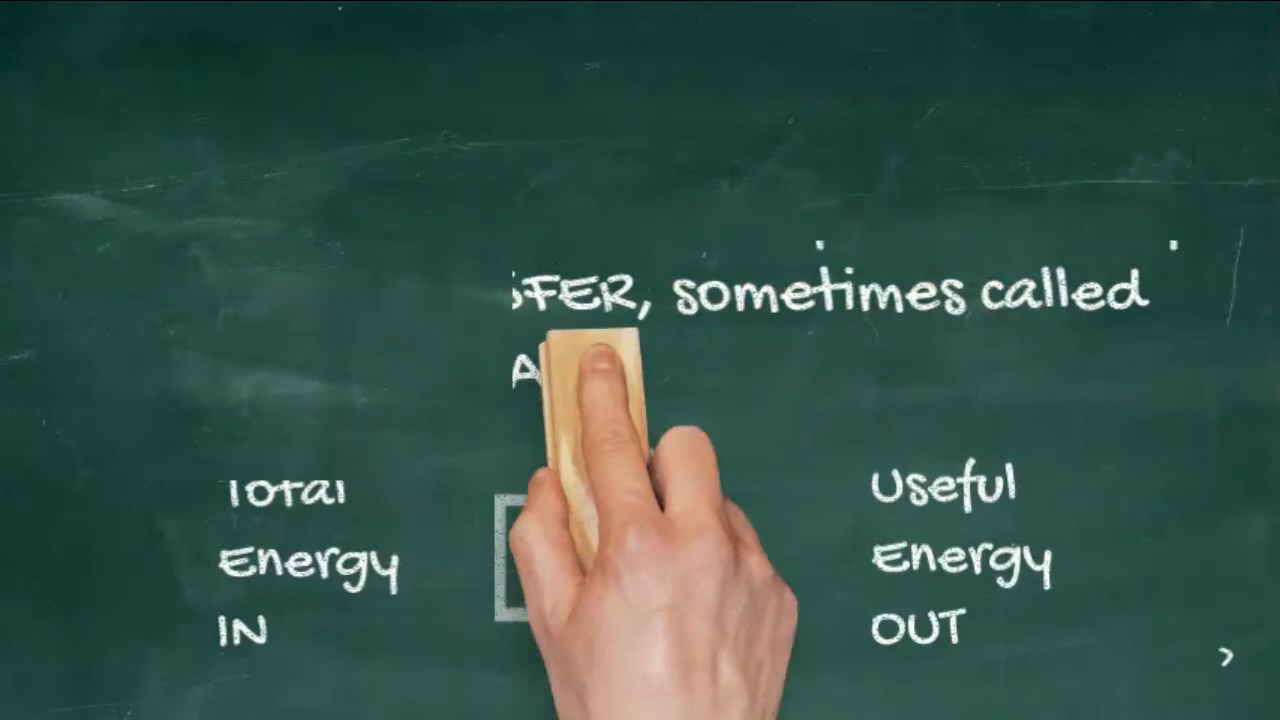 SFER, sometimes called
A
Total
Energy
IN
Useful
Energy
OUT